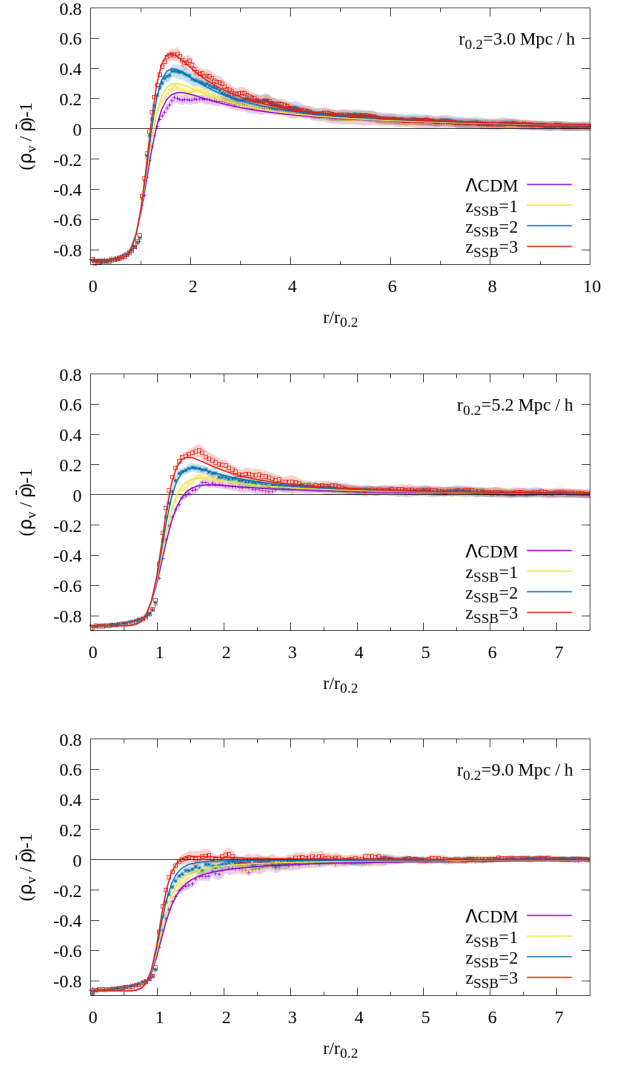 0.8
0.6
0.4
0.2
0
-0.2
-0.4
-0.6
-0.8
((ρv / ρ̄)-1
r0.2=3.0 Mpc / h
ΛCDM
zSSB=1
zSSB=2
zSSB=3
0 2 4 6 8 10
r/r0.2
0.8
0.6
0.4
0.2
0
-0.2
-0.4
-0.6
-0.8
((ρv / ρ̄)-1
r0.2=5.2 Mpc / h
ΛCDM
zSSB=1
zSSB=2
zSSB=3
0 1 2 3 4 5 6 7
r/r0.2
0.8
0.6
0.4
0.2
0
-0.2
-0.4
-0.6
-0.8
((ρv / ρ̄)-1
r0.2=9.0 Mpc / h
ΛCDM
zSSB=1
zSSB=2
zSSB=3
0 1 2 3 4 5 6 7
r/r0.2